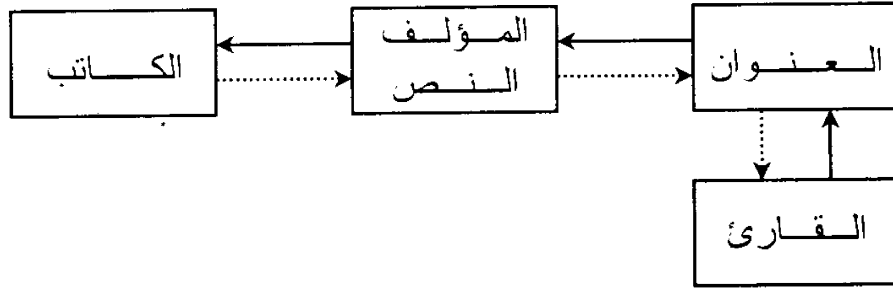 العنوان
المؤلف
النص
الكاتب
القارئ